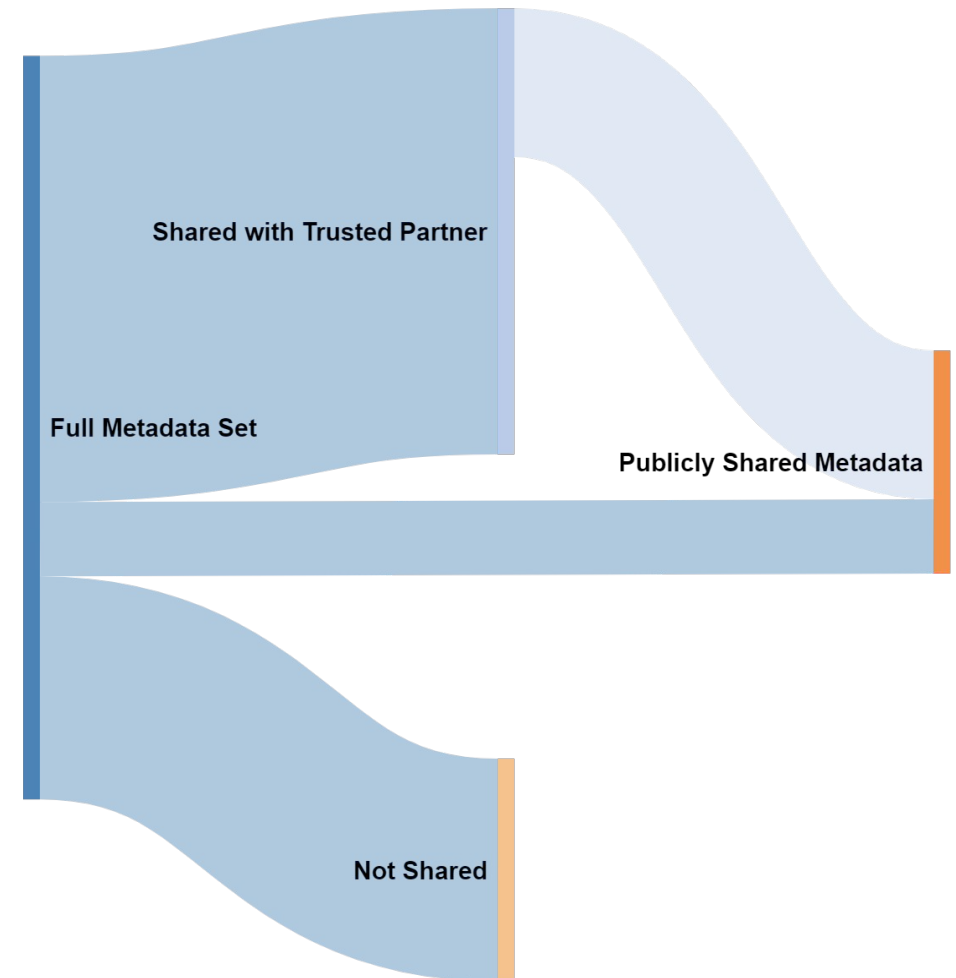 Shared with Trusted Partner
Full Metadata Set
Publicly Shared Metadata
Not Shared